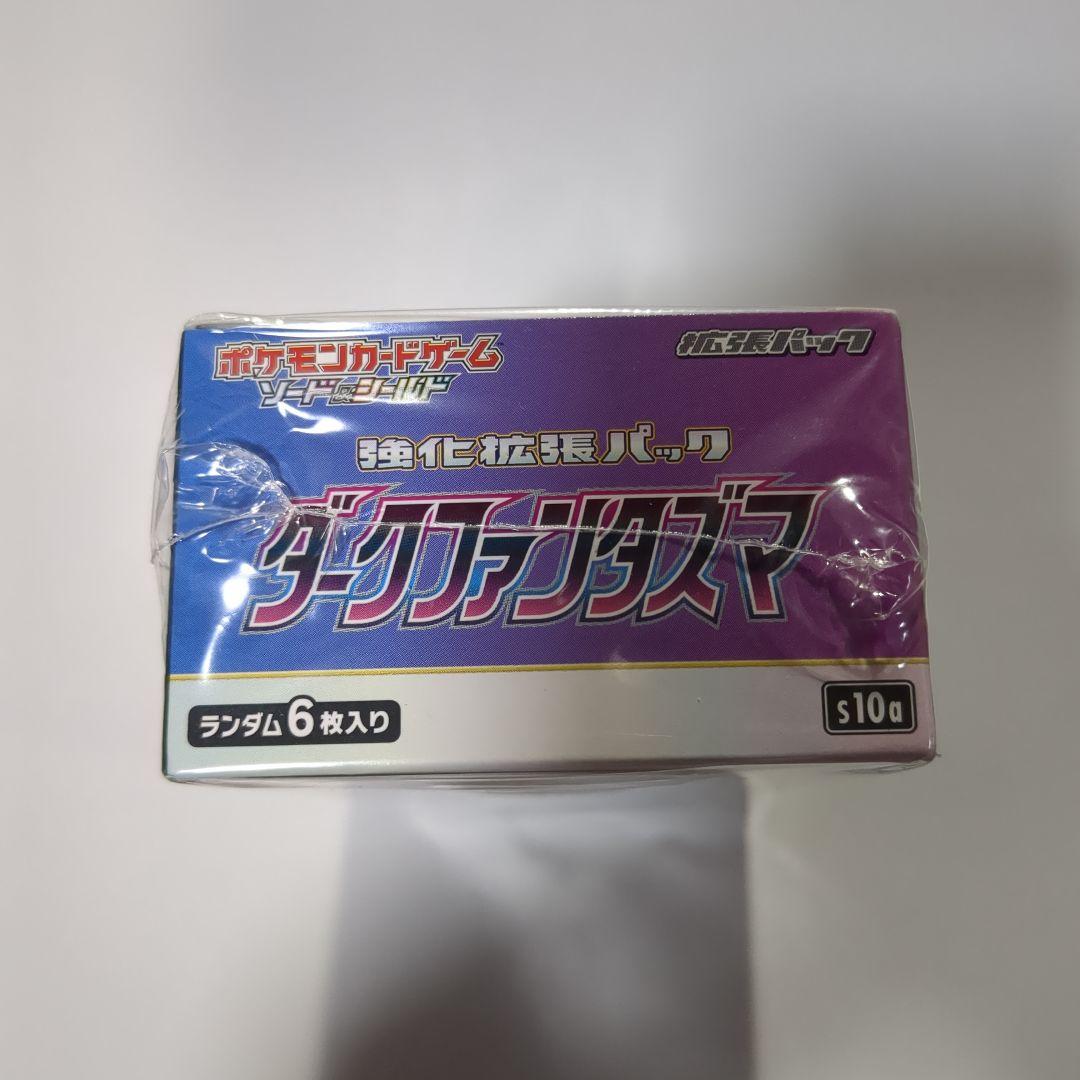 ポケモンカードゲーム
ソード&シールド
拡張パック
強化拡張パック
ダークファンタズマ
ランダム6枚入り
s10a